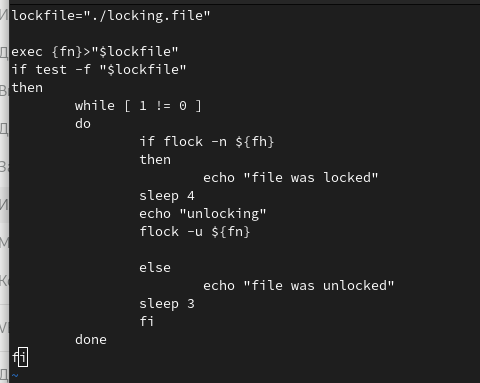 lockfile="./locking.file"

exec {fn}>"$lockfile"
if test -f "$lockfile"
then
        while [ 1 != 0 ]
        do
                if flock -n ${fh}
                then
                        echo "file was locked"
                sleep 4
                echo "unlocking"
                flock -u ${fn}

                else
                        echo "file was unlocked"
                sleep 3
                fi
        done
fi
~